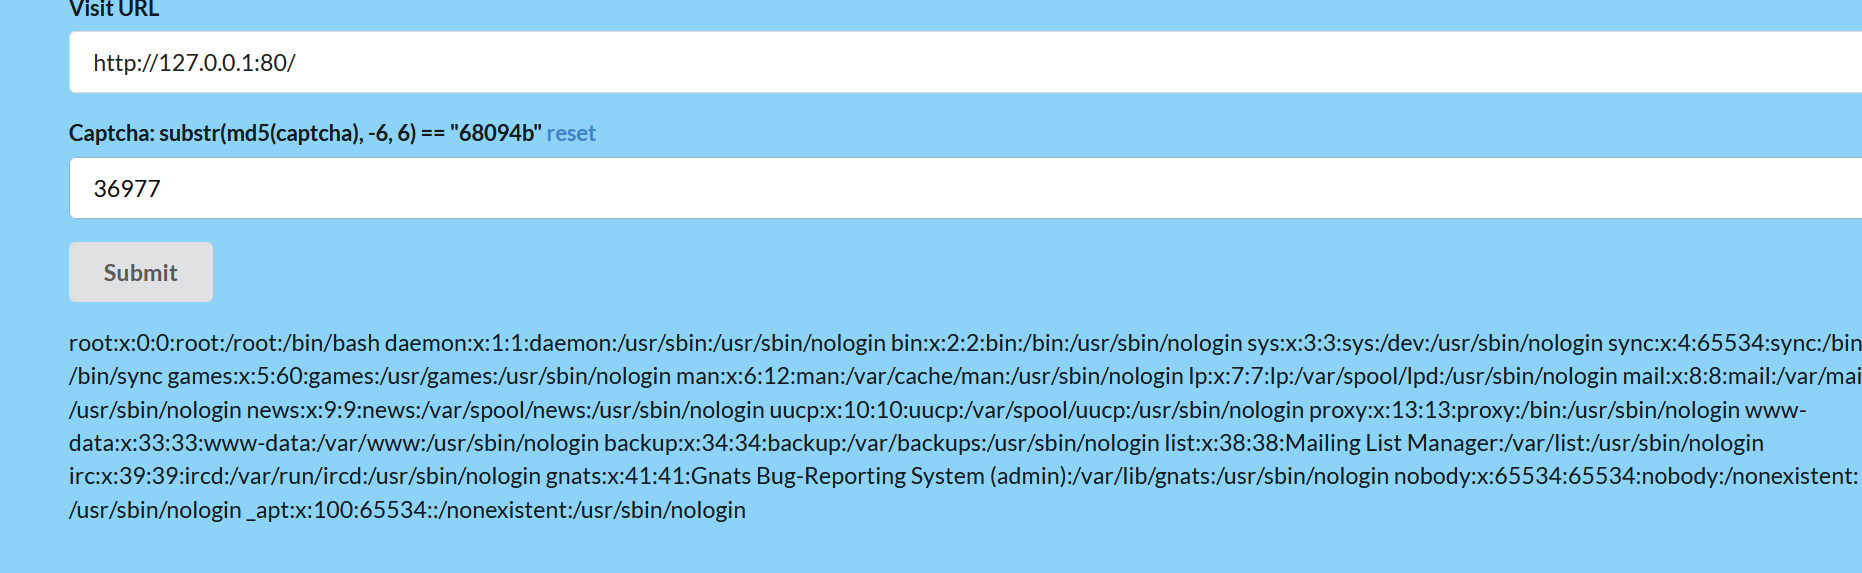 Visit URL
http://127.0.0.1:80/
Captcha: substr(md5(captcha), -6, 6) == "68094b" reset
36977
Submit
root:x:0:0:root:/root:/bin/bash daemon:x:1:1:daemon:/usr/sbin:/usr/sbin/nologin bin:x:2:2:bin:/bin:/usr/sbin/nologin sys:x:3:3:sys:/dev:/usr/sbin/nologin sync:x:4:65534:sync:/bin
/bin/sync games:x:5:60:games:/usr/games:/usr/sbin/nologin man:x:6:12:man:/var/cache/man:/usr/sbin/nologin lp:x:7:7:lp:/var/spool/lpd:/usr/sbin/nologin mail:x:8:8:mail:/var/mai
/usr/sbin/nologin news:x:9:9:news:/var/spool/news:/usr/sbin/nologin uucp:x:10:10:uucp:/var/spool/uucp:/usr/sbin/nologin proxy:x:13:13:proxy:/bin:/usr/sbin/nologin www-
data:x:33:33:www-data:/var/www:/usr/sbin/nologin backup:x:34:34:backup:/var/backups:/usr/sbin/nologin list:x:38:38:Mailing List Manager:/var/list:/usr/sbin/nologin
irc:x:39:39:ircd:/var/run/ircd:/usr/sbin/nologin gnats:x:41:41:Gnats Bug-Reporting System (admin):/var/lib/gnats:/usr/sbin/nologin nobody:x:65534:65534:nobody:/nonexistent:
/usr/sbin/nologin _apt:x:100:65534::/nonexistent:/usr/sbin/nologin